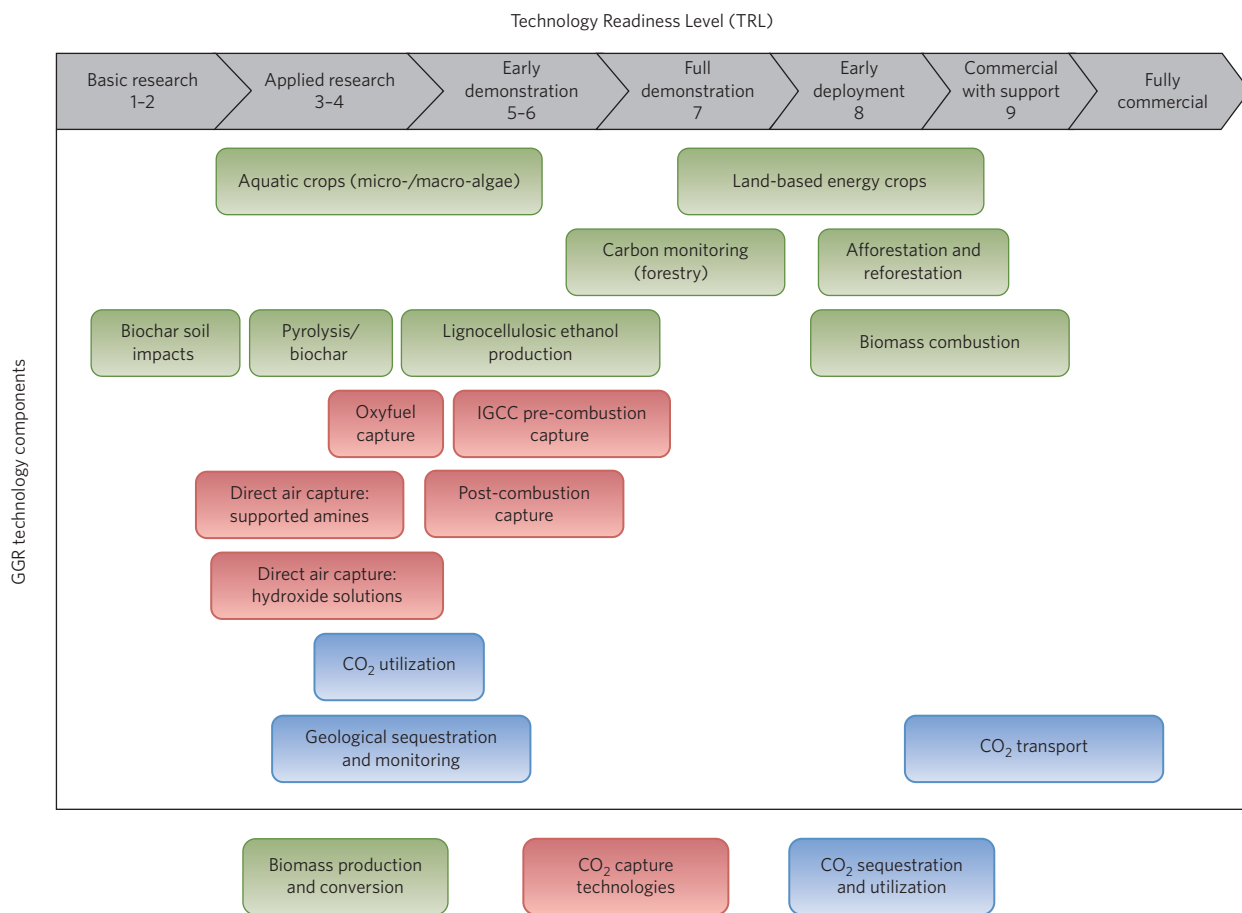 Technology Readiness Level (TRL)
Basic research
1–2
Applied research
3–4
Early
demonstration
5–6
Full
demonstration
7
Early
deployment
8
Commercial
with support
9
Fully
commercial
GGR technology components
Aquatic crops (micro-/macro-algae)
Land-based energy crops
Carbon monitoring
(forestry)
Afforestation and
reforestation
Biochar soil
impacts
Pyrolysis/
biochar
Lignocellulosic ethanol
production
Biomass combustion
Oxyfuel
capture
IGCC pre-combustion
capture
Direct air capture:
supported amines
Post-combustion
capture
Direct air capture:
hydroxide solutions
CO₂ utilization
Geological sequestration
and monitoring
CO₂ transport
Biomass production
and conversion
CO₂ capture
technologies
CO₂ sequestration
and utilization